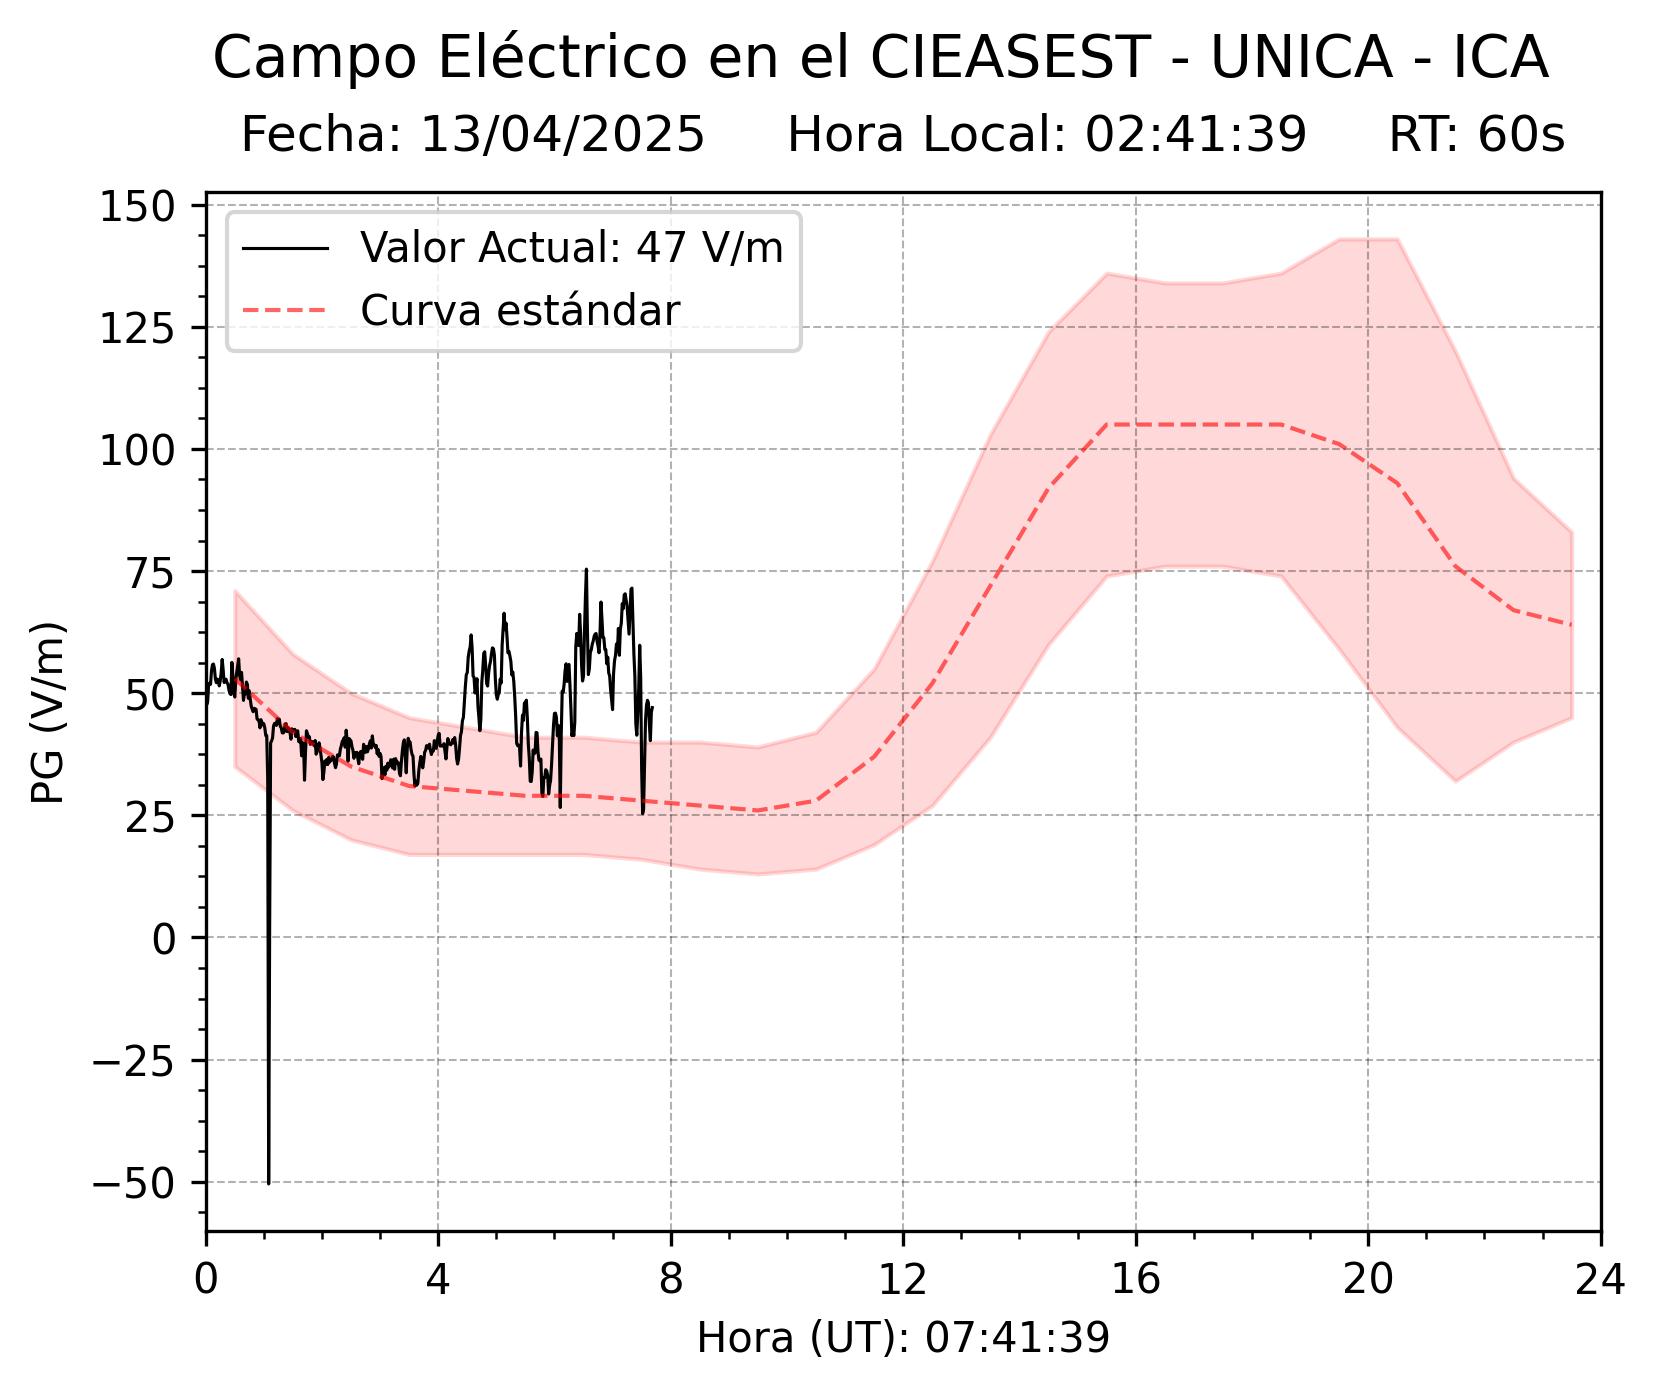 Campo Eléctrico en el CIEASEST - UNICA - ICA
Fecha: 13/04/2025 Hora Local: 02:41:39 RT: 60s
Valor Actual: 47 V/m
Curva estándar
PG (V/m)
150
125
100
75
50
25
0
−25
−50
0 4 8 12 16 20 24
Hora (UT): 07:41:39